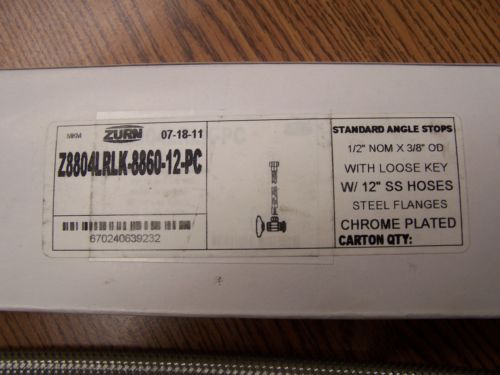 MKM ZURN 07-18-11
Z8804LRLK-8860-12-PC
670240639232
STANDARD ANGLE STOPS
1/2" NOM X 3/8" OD
WITH LOOSE KEY
W/ 12" SS HOSES
STEEL FLANGES
CHROME PLATED
CARTON QTY: